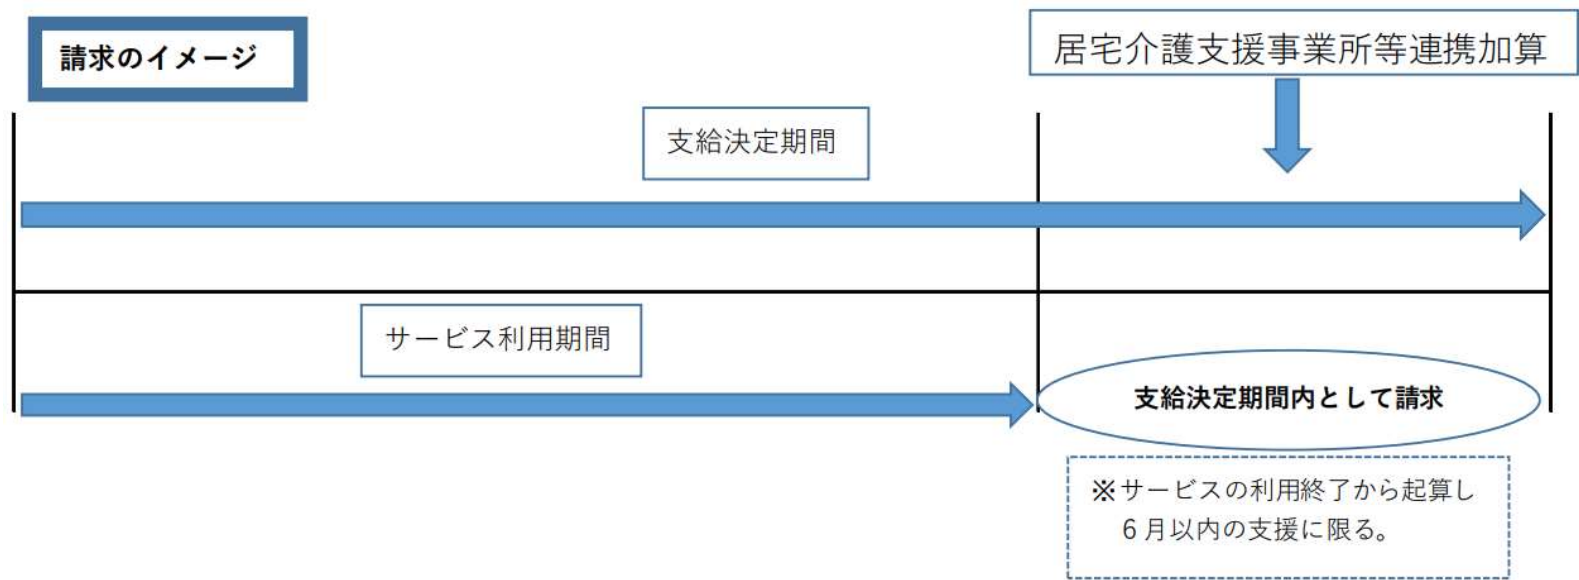 請求のイメージ
居宅介護支援事業所等連携加算
支給決定期間
サービス利用期間
支給決定期間内として請求
※サービスの利用終了から起算し
６月以内の支援に限る。